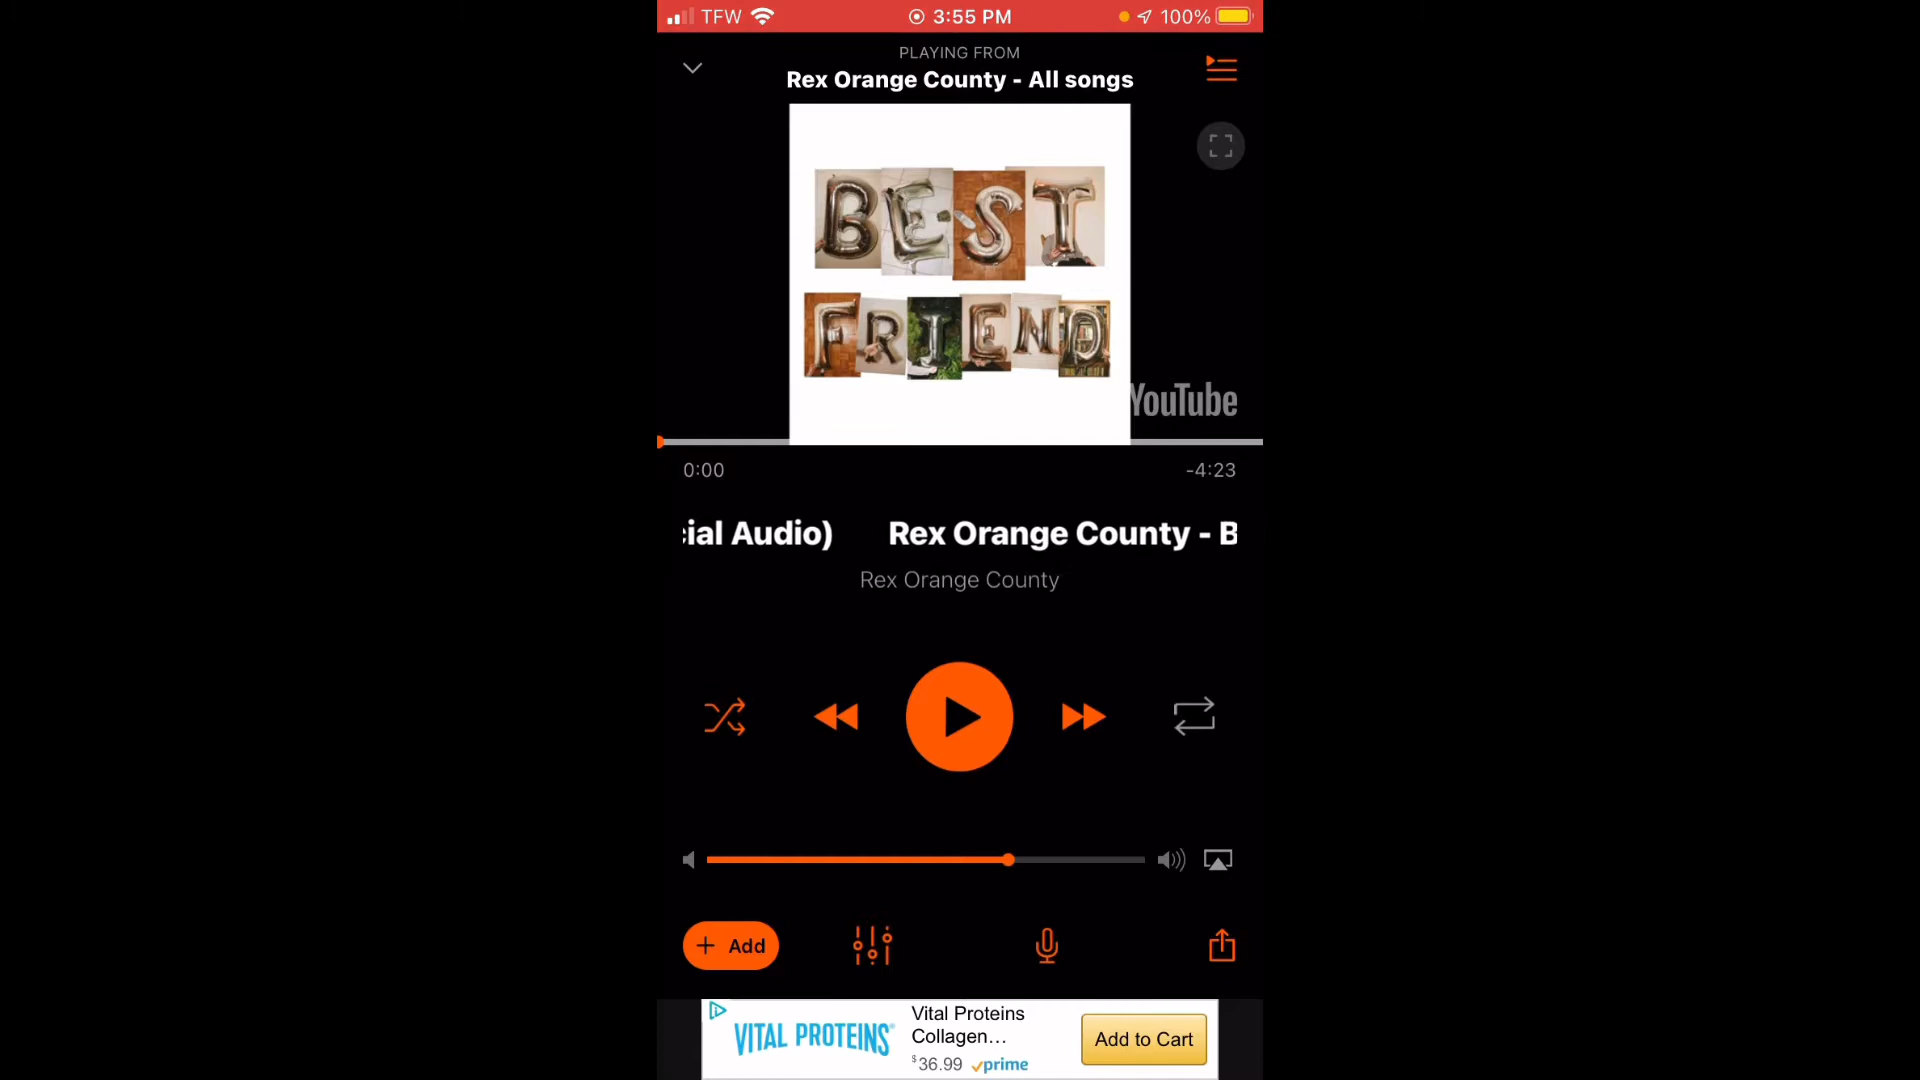 TFW 3:55 PM 100%
PLAYING FROM
Rex Orange County - All songs
BEST
FRIEND
YouTube
0:00 -4:23
cial Audio) Rex Orange County - B
Rex Orange County
+ Add
VITAL PROTEINS
Vital Proteins
Collagen...
$36.99 prime
Add to Cart